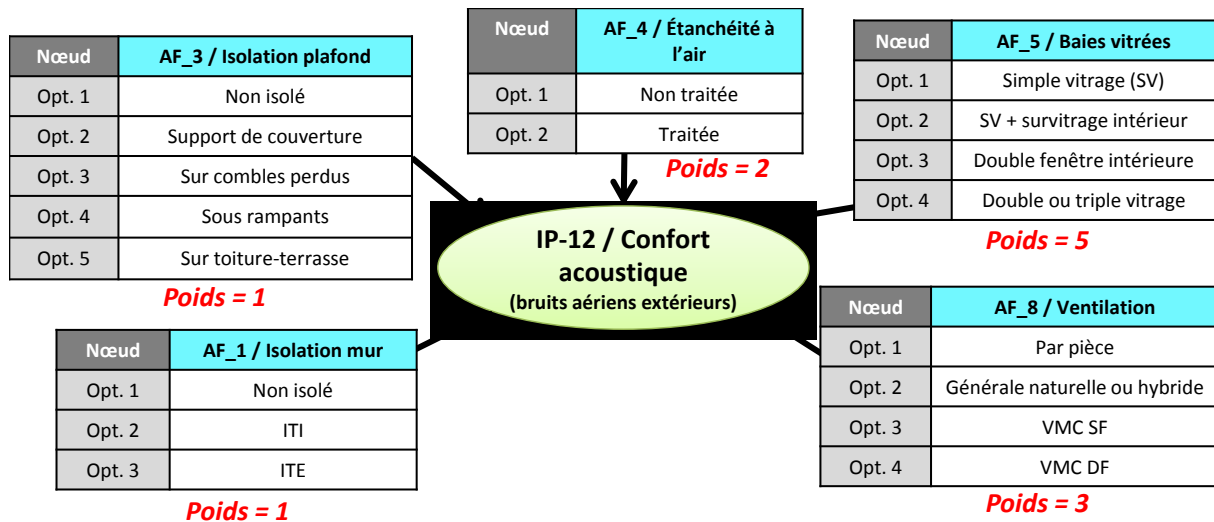 Nœud AF_3 / Isolation plafond
Opt. 1 Non isolé
Opt. 2 Support de couverture
Opt. 3 Sur combles perdus
Opt. 4 Sous rampants
Opt. 5 Sur toiture-terrasse
Poids = 1
Nœud AF_4 / Étanchéité à
l’air
Opt. 1 Non traitée
Opt. 2 Traitée
Poids = 2
Nœud AF_5 / Baies vitrées
Opt. 1 Simple vitrage (SV)
Opt. 2 SV + survitrage intérieur
Opt. 3 Double fenêtre intérieure
Opt. 4 Double ou triple vitrage
Poids = 5
IP-12 / Confort
acoustique
(bruits aériens extérieurs)
Nœud AF_1 / Isolation mur
Opt. 1 Non isolé
Opt. 2 ITI
Opt. 3 ITE
Poids = 1
Nœud AF_8 / Ventilation
Opt. 1 Par pièce
Opt. 2 Générale naturelle ou hybride
Opt. 3 VMC SF
Opt. 4 VMC DF
Poids = 3